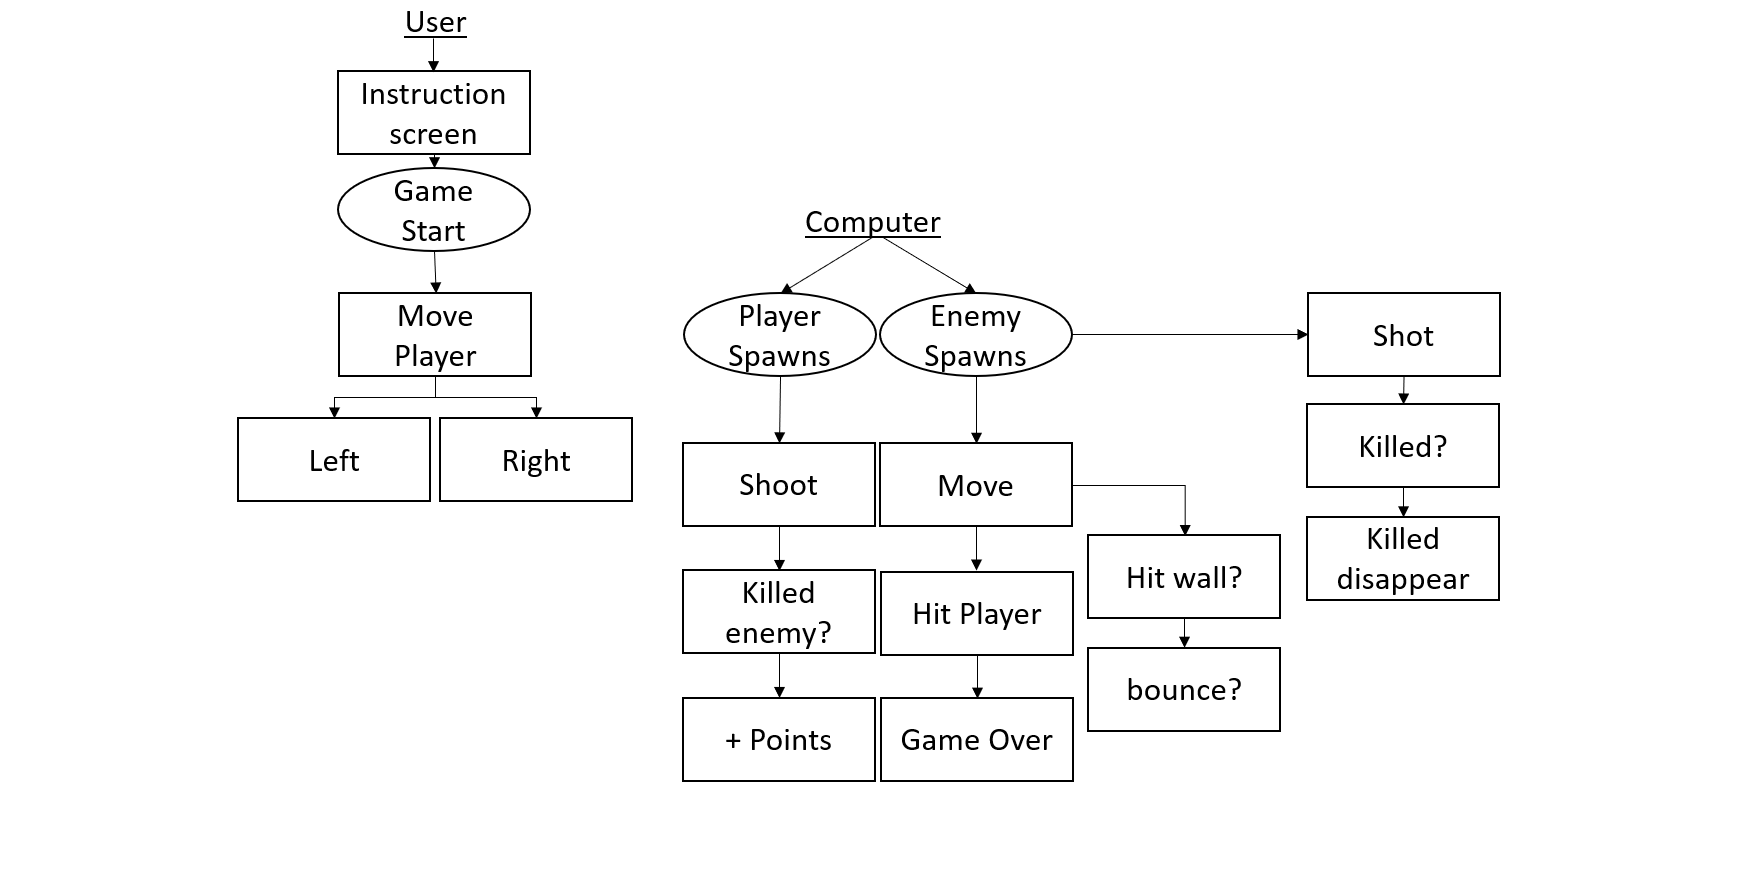 User
Instruction
screen
Game
Start
Move
Player
Left
Right
Computer
Player
Spawns
Enemy
Spawns
Shoot
Killed
enemy?
+ Points
Move
Hit Player
Game Over
Hit wall?
bounce?
Shot
Killed?
Killed
disappear